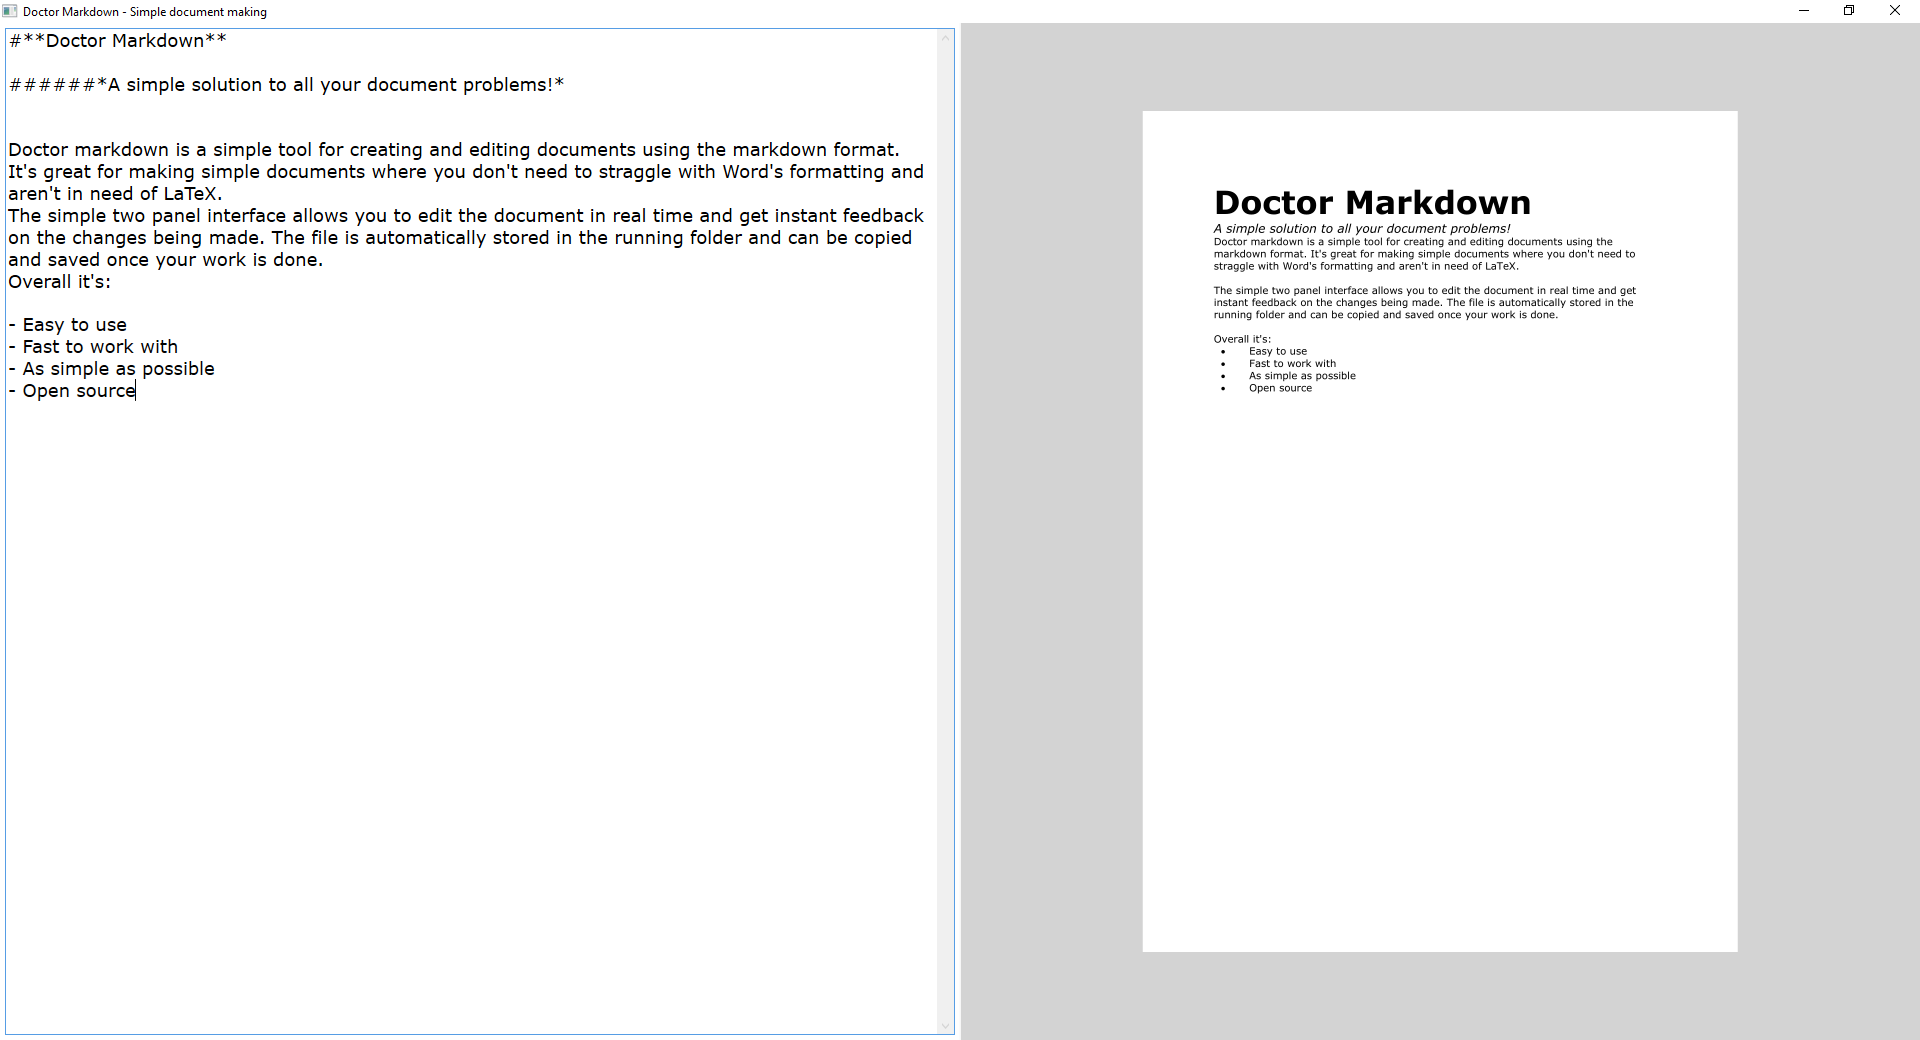 Doctor Markdown - Simple document making
#**Doctor Markdown**
######*A simple solution to all your document problems!*
Doctor markdown is a simple tool for creating and editing documents using the markdown format.
It's great for making simple documents where you don't need to straggle with Word's formatting and
aren't in need of LaTeX.
The simple two panel interface allows you to edit the document in real time and get instant feedback
on the changes being made. The file is automatically stored in the running folder and can be copied
and saved once your work is done.
Overall it's:
- Easy to use
- Fast to work with
- As simple as possible
- Open source
Doctor Markdown
A simple solution to all your document problems!
Doctor markdown is a simple tool for creating and editing documents using the
markdown format. It's great for making simple documents where you don't need to
straggle with Word's formatting and aren't in need of LaTeX.
The simple two panel interface allows you to edit the document in real time and get
instant feedback on the changes being made. The file is automatically stored in the
running folder and can be copied and saved once your work is done.
Overall it's:
• Easy to use
• Fast to work with
• As simple as possible
• Open source